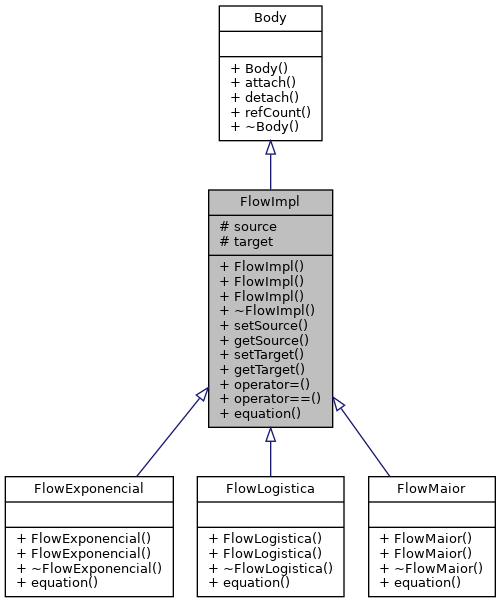 Body
+ Body()
+ attach()
+ detach()
+ refCount()
+ ~Body()
FlowImpl
# source
# target
+ FlowImpl()
+ FlowImpl()
+ FlowImpl()
+ ~FlowImpl()
+ setSource()
+ getSource()
+ setTarget()
+ getTarget()
+ operator=()
+ operator==()
+ equation()
FlowExponencial
+ FlowExponencial()
+ FlowExponencial()
+ ~FlowExponencial()
+ equation()
FlowLogistica
+ FlowLogistica()
+ FlowLogistica()
+ ~FlowLogistica()
+ equation()
FlowMaior
+ FlowMaior()
+ FlowMaior()
+ ~FlowMaior()
+ equation()